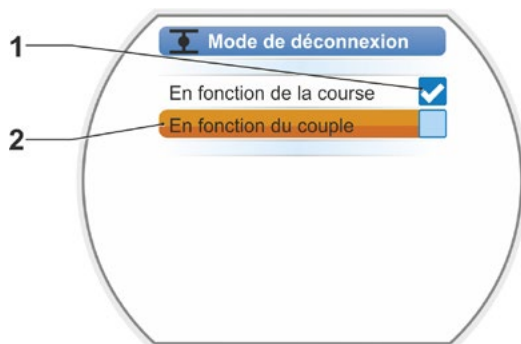 Mode de déconnexion
1
En fonction de la course
En fonction du couple
2